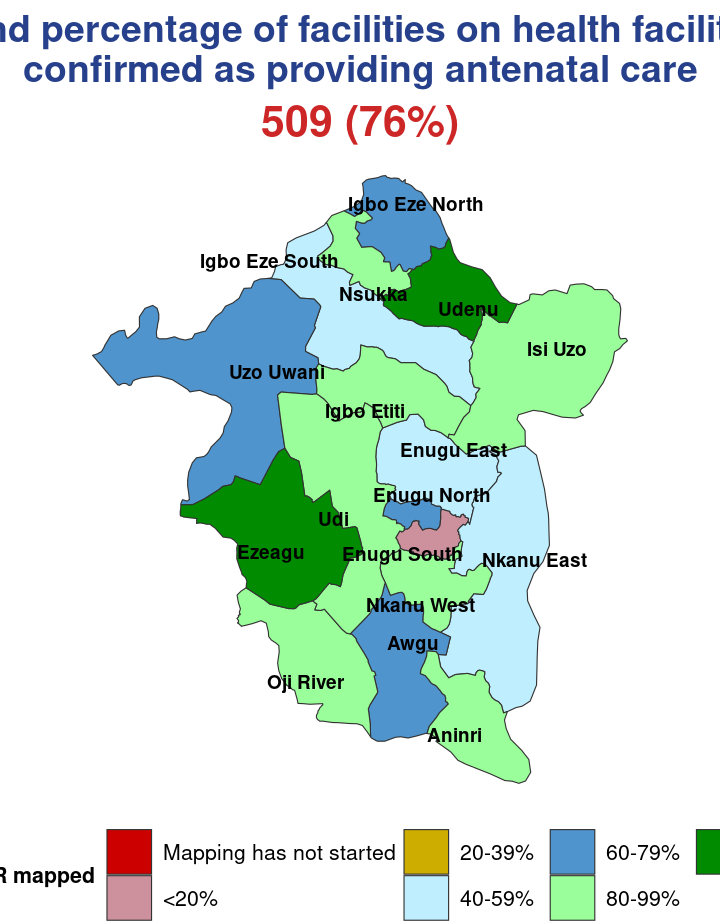 percentage of facilities on health
confirmed as providing antenatal care
509 (76%)
Igbo Eze North
Igbo Eze South
Nsukka
Udenu
Isi Uzo
Uzo Uwani
Igbo Etiti
Enugu East
Enugu North
Udi
Ezeagu
Enugu South
Nkanu East
Nkanu West
Awgu
Oji River
Aninri
mapped
Mapping has not started
20-39%
60-79%
<20%
40-59%
80-99%